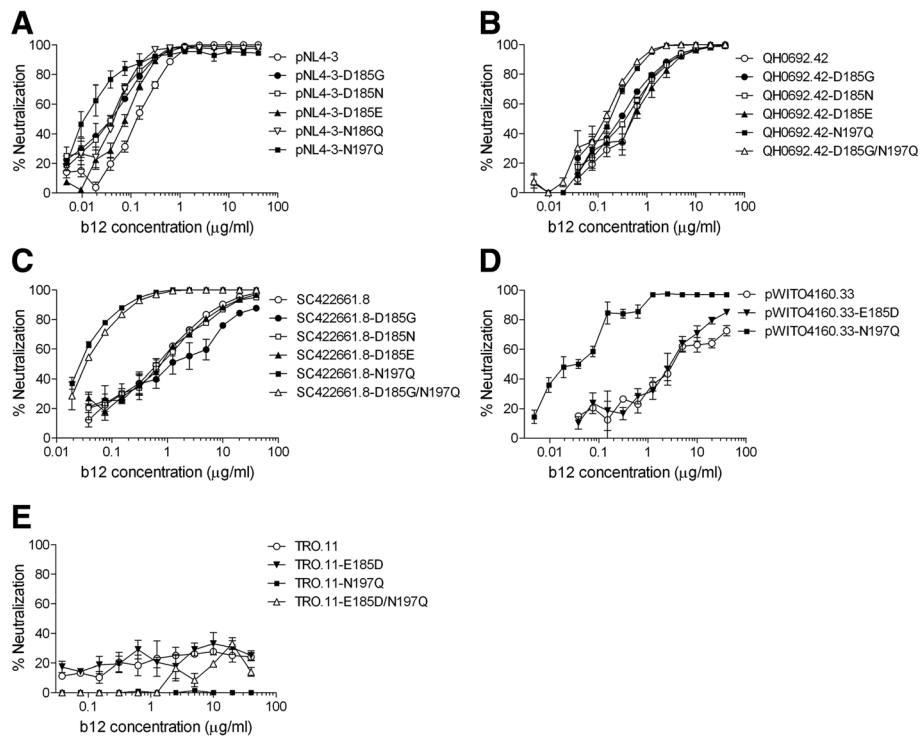 A
% Neutralization
100
80
60
40
20
0
0.01
0.1
1
10
100
b12 concentration (μg/ml)
pNL4-3
pNL4-3-D185G
pNL4-3-D185N
pNL4-3-D185E
pNL4-3-N186Q
pNL4-3-N197Q
B
% Neutralization
100
80
60
40
20
0
0.01
0.1
1
10
100
b12 concentration (μg/ml)
QH0692.42
QH0692.42-D185G
QH0692.42-D185N
QH0692.42-D185E
QH0692.42-N197Q
QH0692.42-D185G/N197Q
C
% Neutralization
100
80
60
40
20
0
0.01
0.1
1
10
100
b12 concentration (μg/ml)
SC422661.8
SC422661.8-D185G
SC422661.8-D185N
SC422661.8-D185E
SC422661.8-N197Q
SC422661.8-D185G/N197Q
D
% Neutralization
100
80
60
40
20
0
0.01
0.1
1
10
100
b12 concentration (μg/ml)
pWITO4160.33
pWITO4160.33-E185D
pWITO4160.33-N197Q
E
% Neutralization
100
80
60
40
20
0
0.1
1
10
100
b12 concentration (μg/ml)
TRO.11
TRO.11-E185D
TRO.11-N197Q
TRO.11-E185D/N197Q